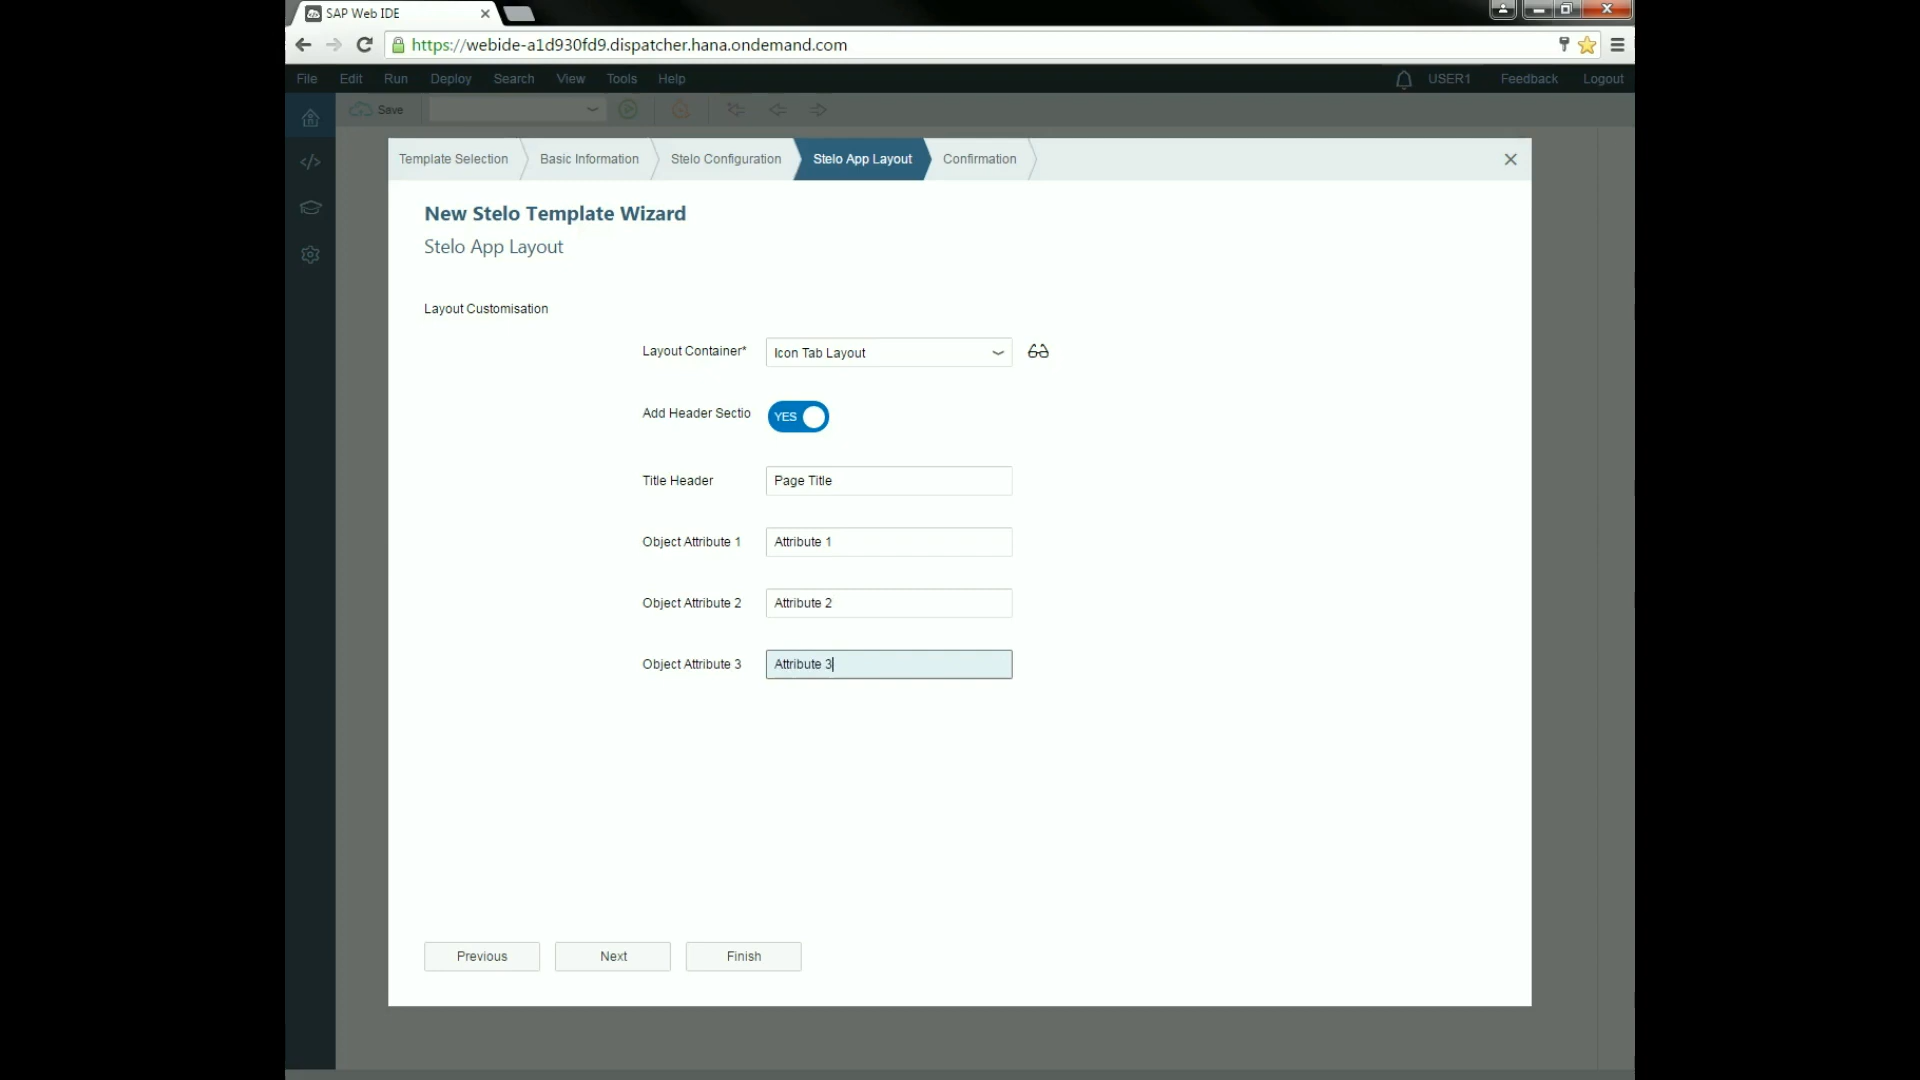 SAP Web IDE
https://webide-a1d930fd9.dispatcher.hana.ondemand.com
File Edit Run Deploy Search View Tools Help USER1 Feedback Logout
Save
Template Selection Basic Information Stelo Configuration Stelo App Layout Confirmation
New Stelo Template Wizard
Stelo App Layout
Layout Customisation
Layout Container* Icon Tab Layout
Add Header Sectio YES
Title Header Page Title
Object Attribute 1 Attribute 1
Object Attribute 2 Attribute 2
Object Attribute 3 Attribute 3
Previous Next Finish